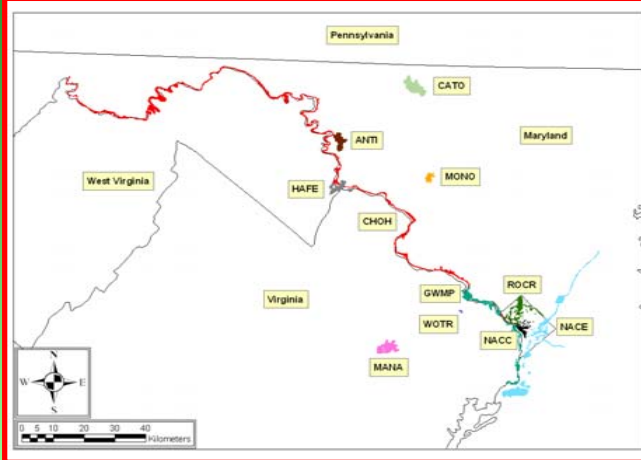 Pennsylvania
CATO
Maryland
ANTI
West Virginia
MONO
HAFE
CHOH
ROCR
GWMP
Virginia
WOTR
NACE
NACC
MANA
N
W E
S
0 5 10 20 30 40
Kilometers